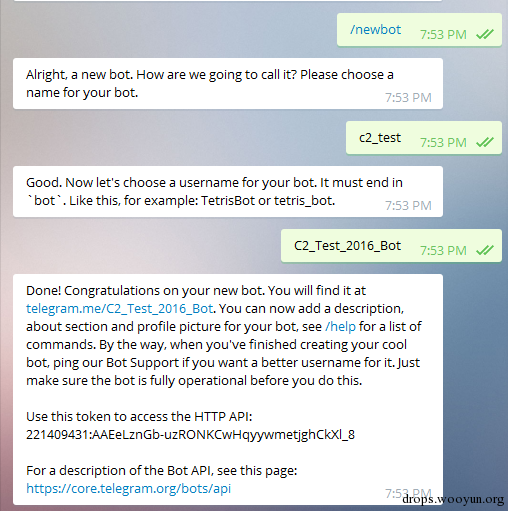 /newbot 7:53 PM
Alright, a new bot. How are we going to call it? Please choose a
name for your bot.
7:53 PM
c2_test 7:53 PM
Good. Now let's choose a username for your bot. It must end in
`bot`. Like this, for example: TetrisBot or tetris_bot.
7:53 PM
C2_Test_2016_Bot 7:53 PM
Done! Congratulations on your new bot. You will find it at
telegram.me/C2_Test_2016_Bot. You can now add a description,
about section and profile picture for your bot, see /help for a list of
commands. By the way, when you've finished creating your cool
bot, ping our Bot Support if you want a better username for it. Just
make sure the bot is fully operational before you do this.
Use this token to access the HTTP API:
221409431:AAEeLznGb-uzRONKCwHqyywmetjghCkXl_8
For a description of the Bot API, see this page:
https://core.telegram.org/bots/api
7:53 PM
drops.wooyun.org